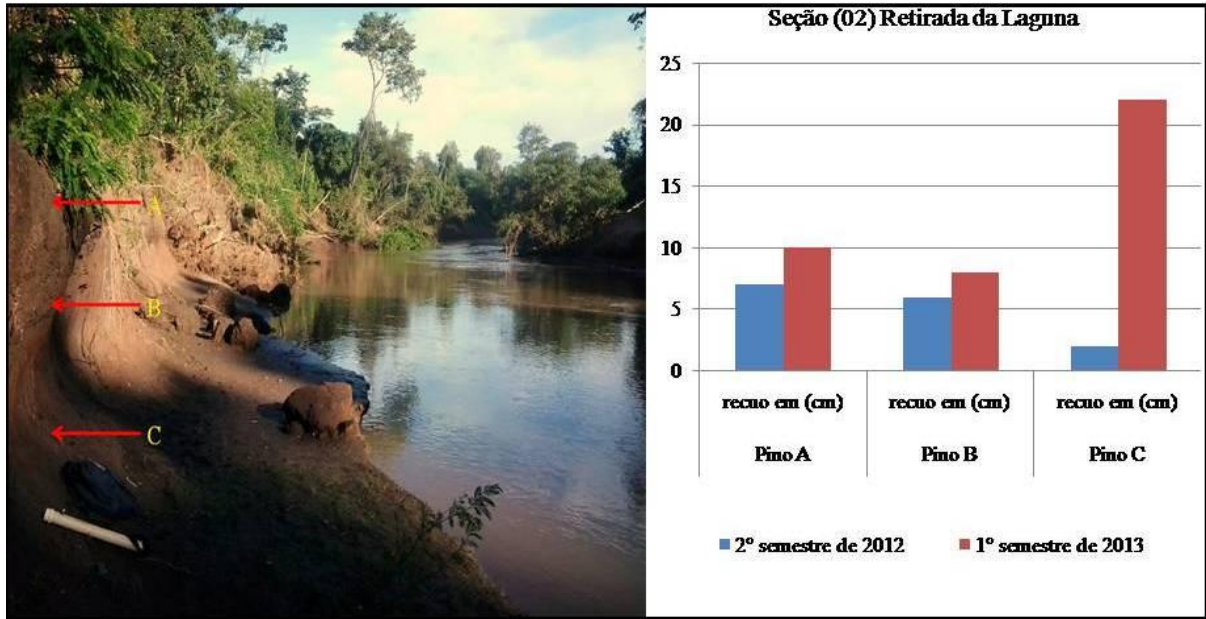 A
B
C
Seção (02) Retirada da Laguna
25
20
15
10
5
0
recuo em (cm) recuo em (cm) recuo em (cm)
Pino A Pino B Pino C
2º semestre de 2012 1º semestre de 2013